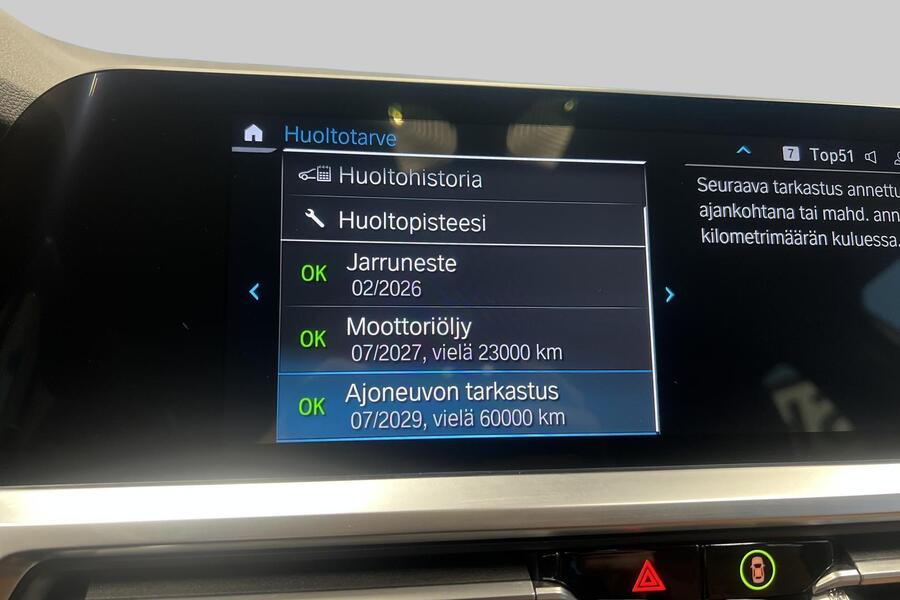 Huoltotarve
7 Top51
Huoltohistoria
Huoltopisteesi
OK Jarruneste
02/2026
OK Moottoriöljy
07/2027, vielä 23000 km
OK Ajoneuvon tarkastus
07/2029, vielä 60000 km
Seuraava tarkastus
ajankohtana tai mahd.
kilometrimäärän kuluessa.